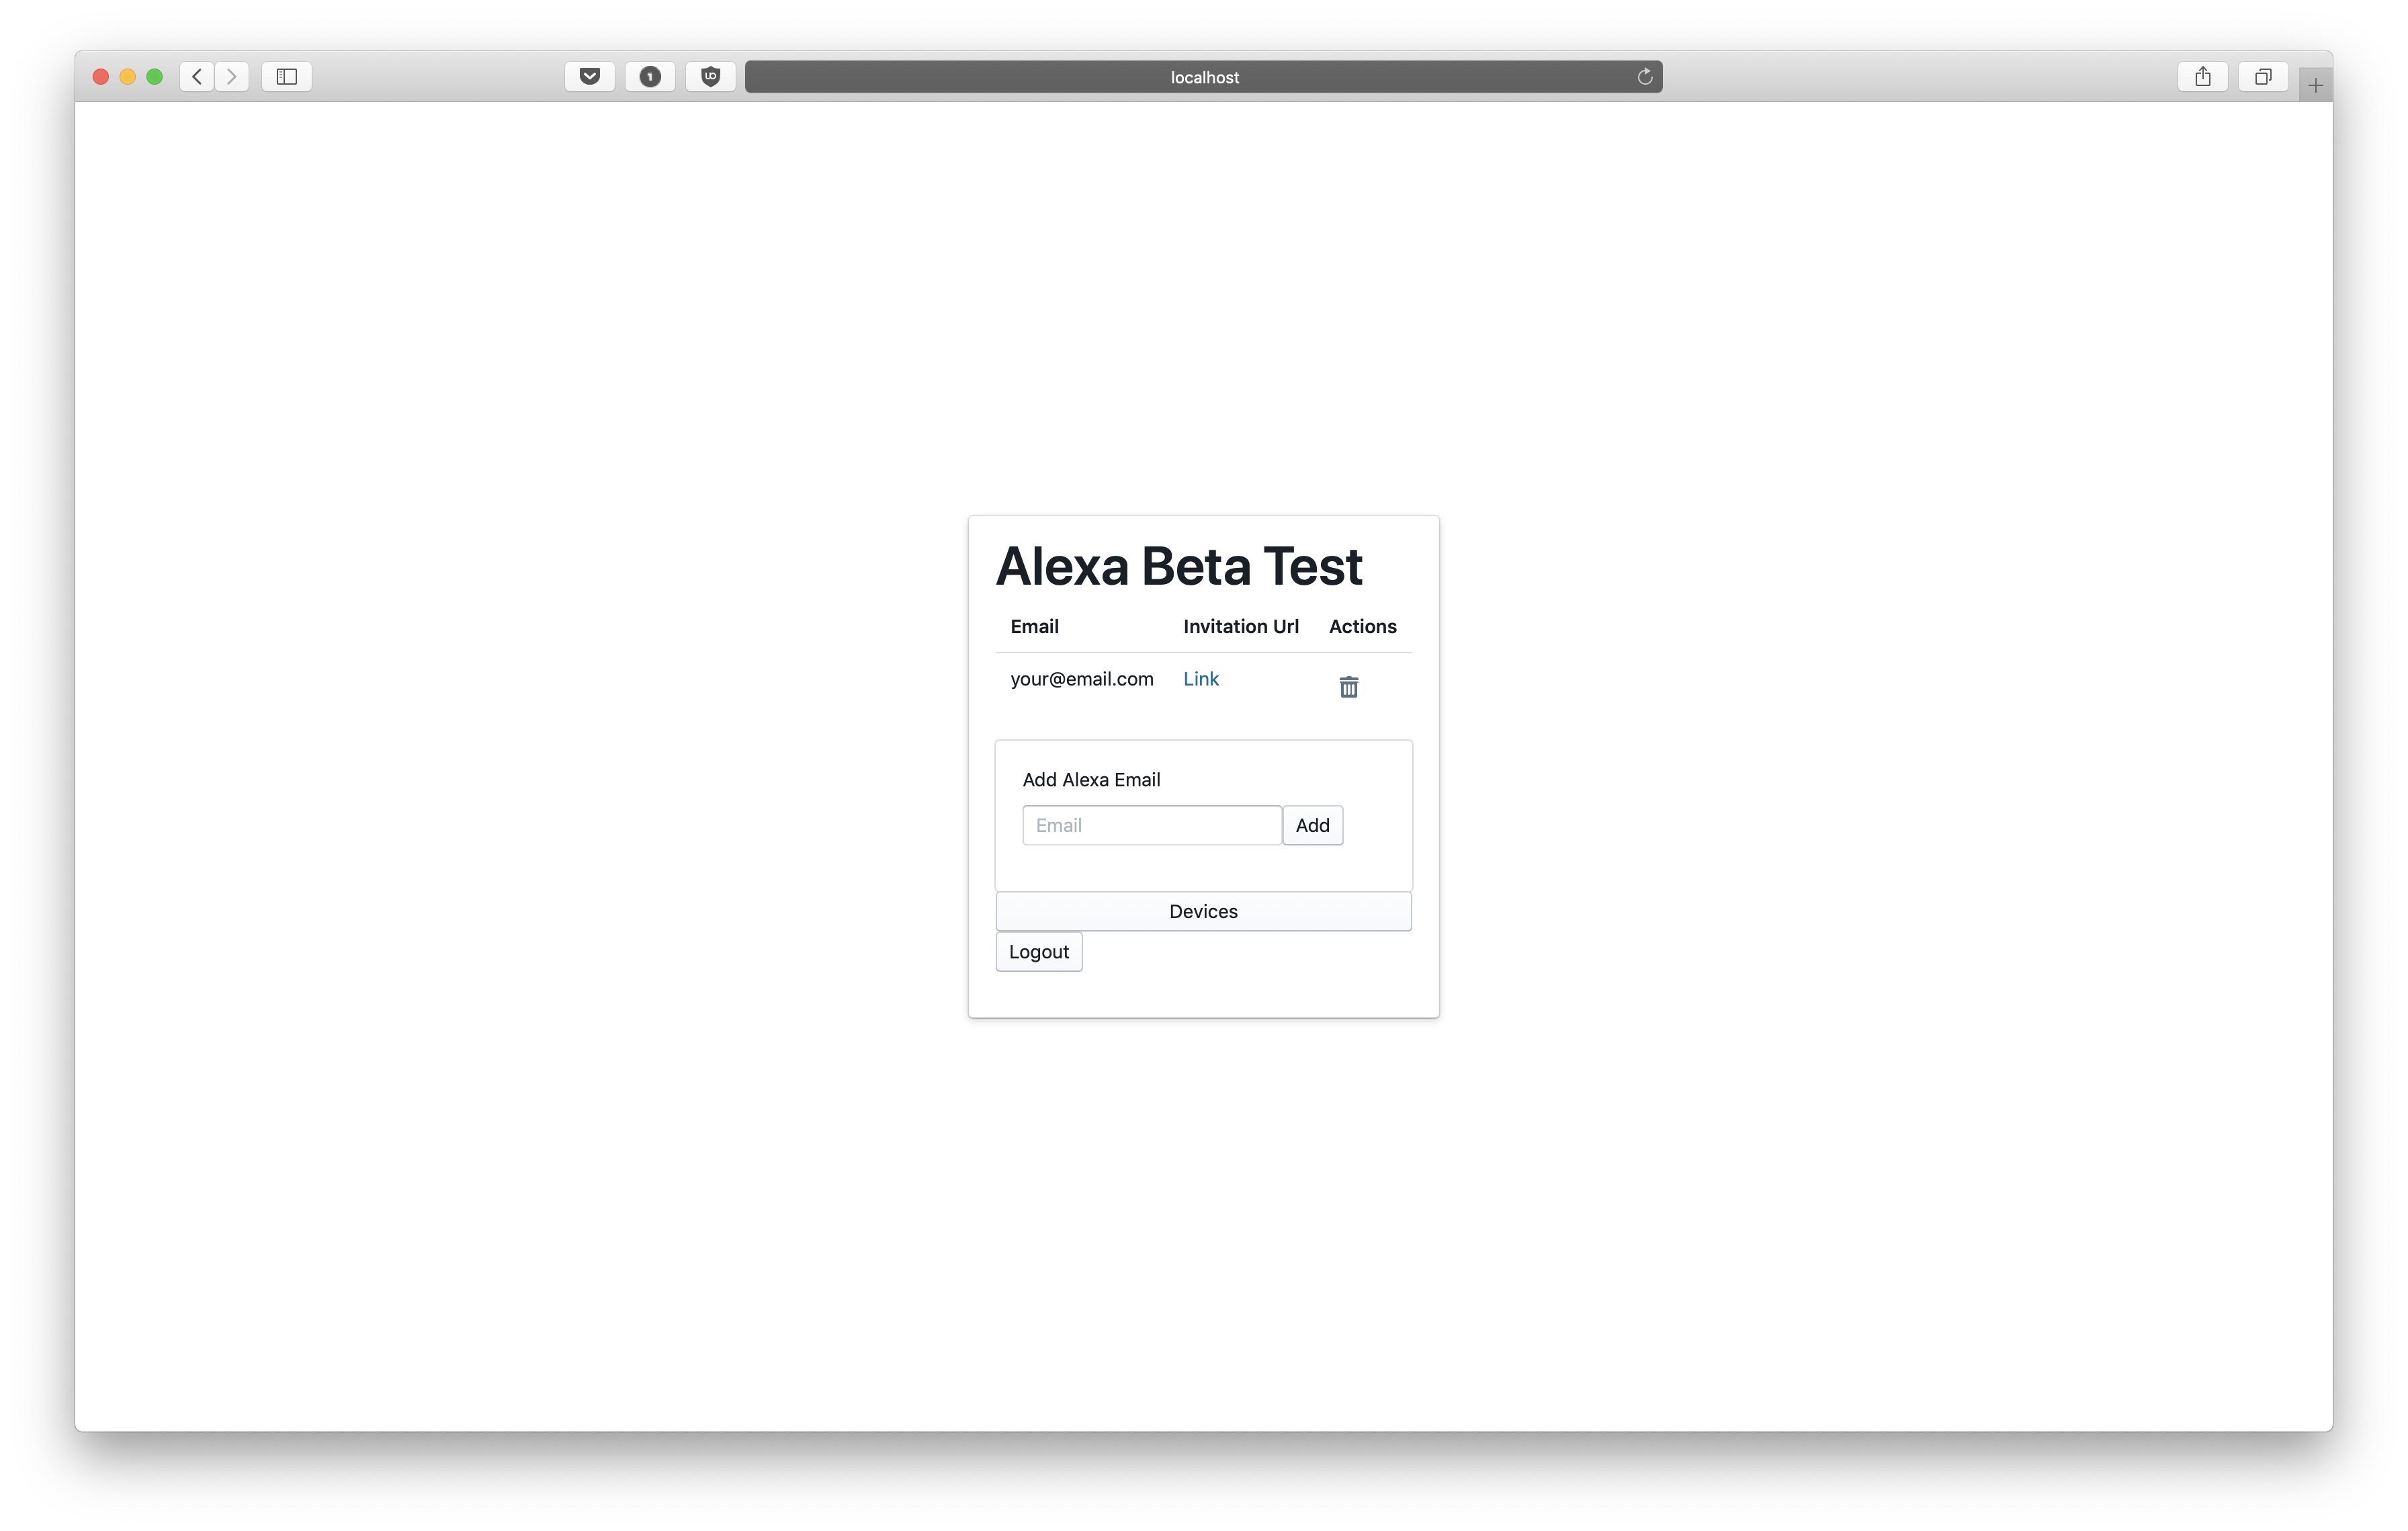 localhost
Alexa Beta Test
Email Invitation Url Actions
your@email.com Link
Add Alexa Email
Email Add
Devices
Logout